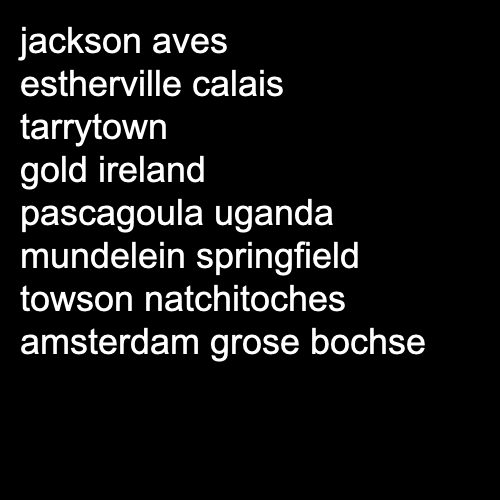 jackson aves
estherville calais
tarrytown
gold ireland
pascagoula uganda
mundelein springfield
towson natchitoches
amsterdam grose bochse